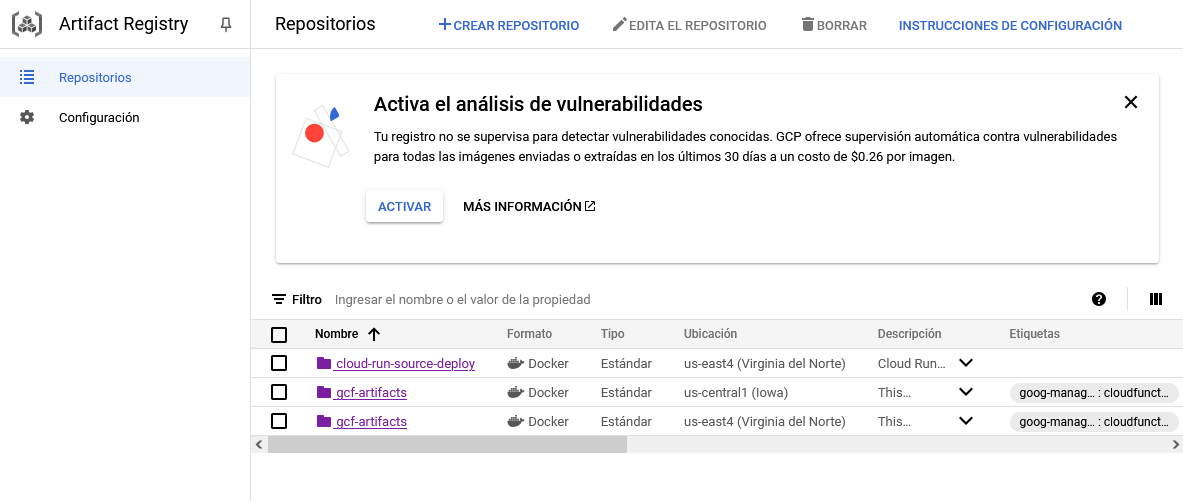 Artifact Registry
Repositorios
CREAR REPOSITORIO
EDITA EL REPOSITORIO
BORRAR
INSTRUCCIONES DE CONFIGURACIÓN
Repositorios
Configuración
Activa el análisis de vulnerabilidades
Tu registro no se supervisa para detectar vulnerabilidades conocidas. GCP ofrece supervisión automática contra vulnerabilidades
para todas las imágenes enviadas o extraídas en los últimos 30 días a un costo de $0.26 por imagen.
ACTIVAR MÁS INFORMACIÓN
Filtro Ingresar el nombre o el valor de la propiedad
Nombre Formato Tipo Ubicación Descripción Etiquetas
cloud-run-source-deploy Docker Estándar us-east4 (Virginia del Norte) Cloud Run…
gcf-artifacts Docker Estándar us-central1 (Iowa) This… goog-manag… : cloudfunct…
gcf-artifacts Docker Estándar us-east4 (Virginia del Norte) This… goog-manag… : cloudfunct…